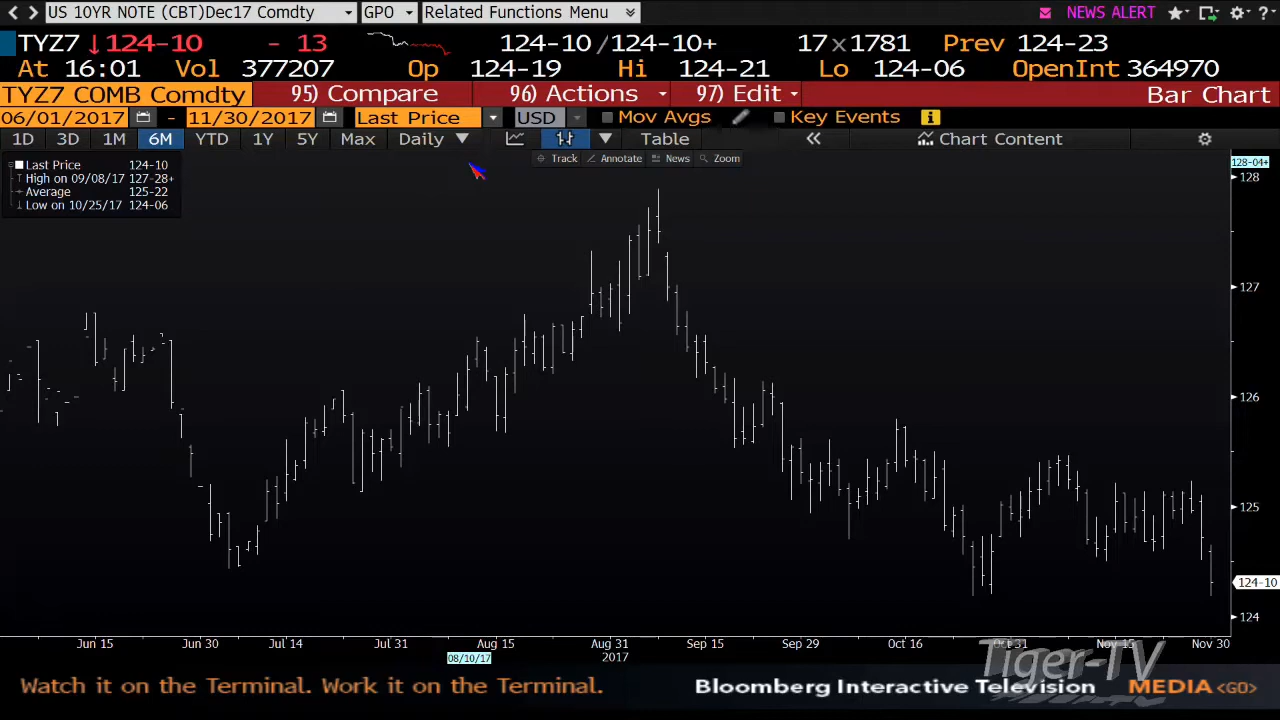 US 10YR NOTE (CBT)Dec17 Comdty GPO Related Functions Menu NEWS ALERT ?
TYZ7 ↓124-10 - 13 124-10 /124-10+ 17 x1781 Prev 124-23
At 16:01 Vol 377207 Op 124-19 Hi 124-21 Lo 124-06 OpenInt 364970
TYZ7 COMB Comdty 95) Compare 96) Actions 97) Edit Bar Chart
06/01/2017 - 11/30/2017 Last Price USD Mov Avgs Key Events i
1D 3D 1M 6M YTD 1Y 5Y Max Daily ▼ Table « Chart Content
Track Annotate News Zoom
Last Price 124-10
High on 09/08/17 127-28+
Average 125-22
Low on 10/25/17 124-06
128-04+
128
127
126
125
124-10
124
Jun 15 Jun 30 Jul 14 Jul 31 Aug 15 Aug 31 Sep 15 Sep 29 Oct 16 Oct 31 Nov 15 Nov 30
08/10/17 2017
Tiger-TV
Watch it on the Terminal. Work it on the Terminal. Bloomberg Interactive Television MEDIA <GO>